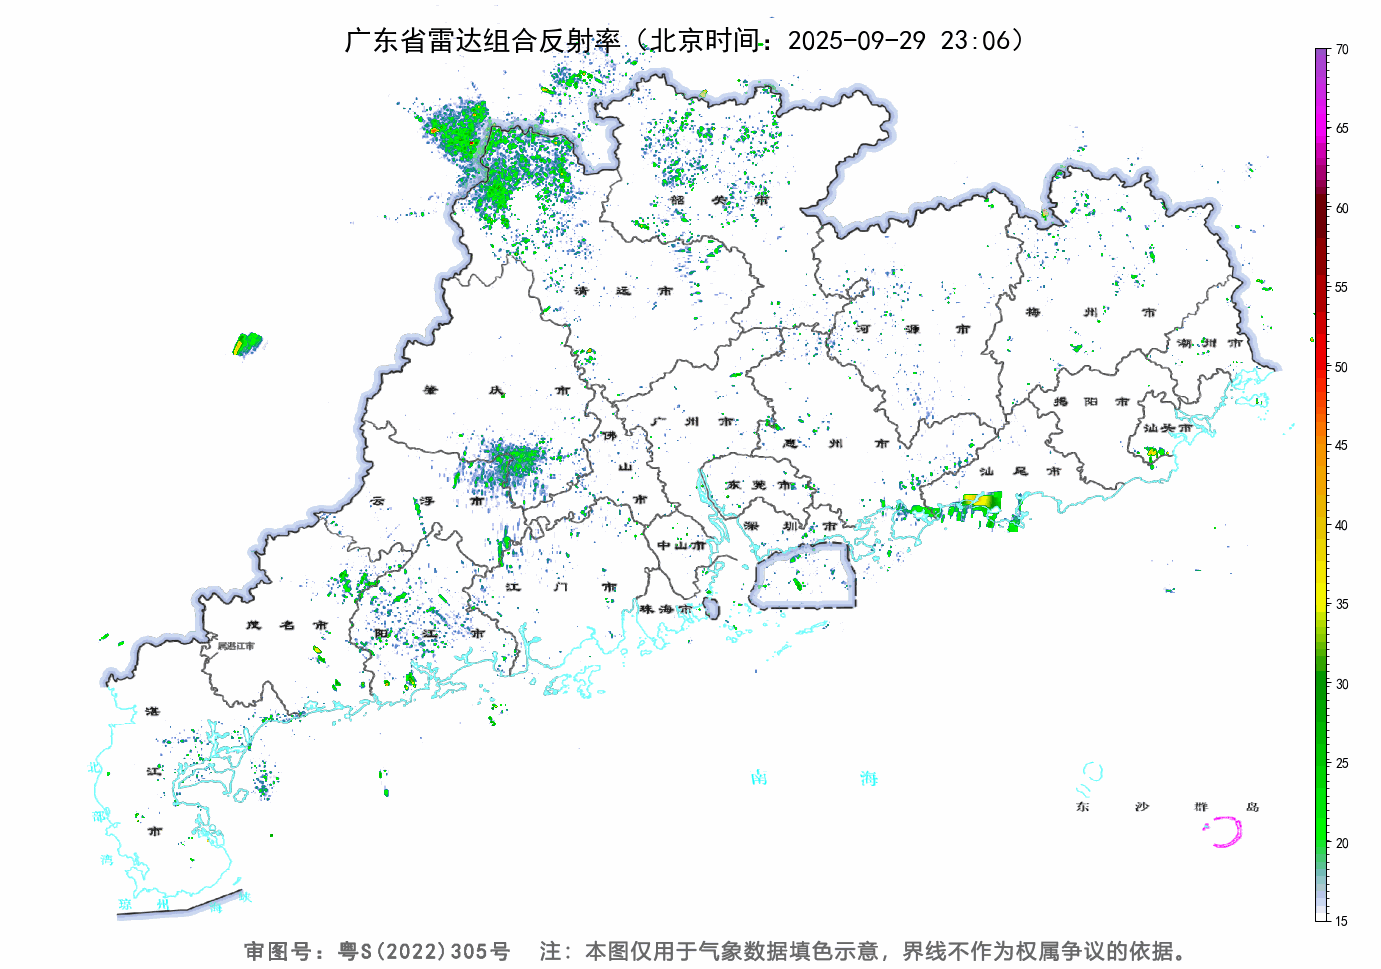 广东省雷达组合反射率（北京时间：2025-09-29 23:06）
70
65
60
55
50
45
40
35
30
25
20
15
韶 关 市
清 远 市
河 源 市
梅 州 市
潮 州 市
肇 庆 市
广 州 市
佛 山 市
惠 州 市
揭 阳 市
汕头市
汕 尾 市
东 莞 市
云 浮 市
深 圳 市
中山市
江 门 市
珠海市
茂 名 市
阳 江 市
属湛江市
湛 江 市
北 部 湾
南 海
东 沙 群 岛
琼 州 海 峡
审图号：粤S(2022)305号 注：本图仅用于气象数据填色示意，界线不作为权属争议的依据。